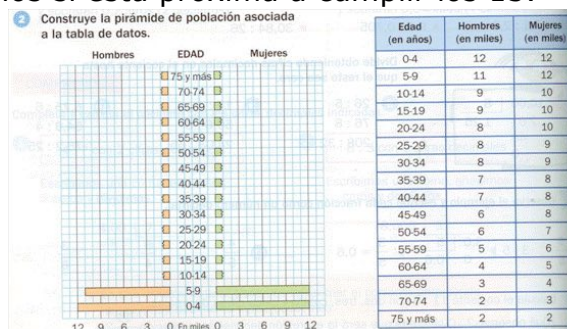 2 Construye la pirámide de población asociada
a la tabla de datos.
Hombres EDAD Mujeres
75 y más
70-74
65-69
60-64
55-59
50-54
45-49
40-44
35-39
30-34
25-29
20-24
15-19
10-14
5-9
0-4
12 9 6 3 0 En miles 0 3 6 9 12
Edad (en años) Hombres (en miles) Mujeres (en miles)
0-4 12 12
5-9 11 12
10-14 9 10
15-19 9 10
20-24 8 10
25-29 8 9
30-34 8 9
35-39 7 8
40-44 7 8
45-49 6 8
50-54 6 7
55-59 5 6
60-64 4 5
65-69 3 4
70-74 2 3
75 y más 2 2